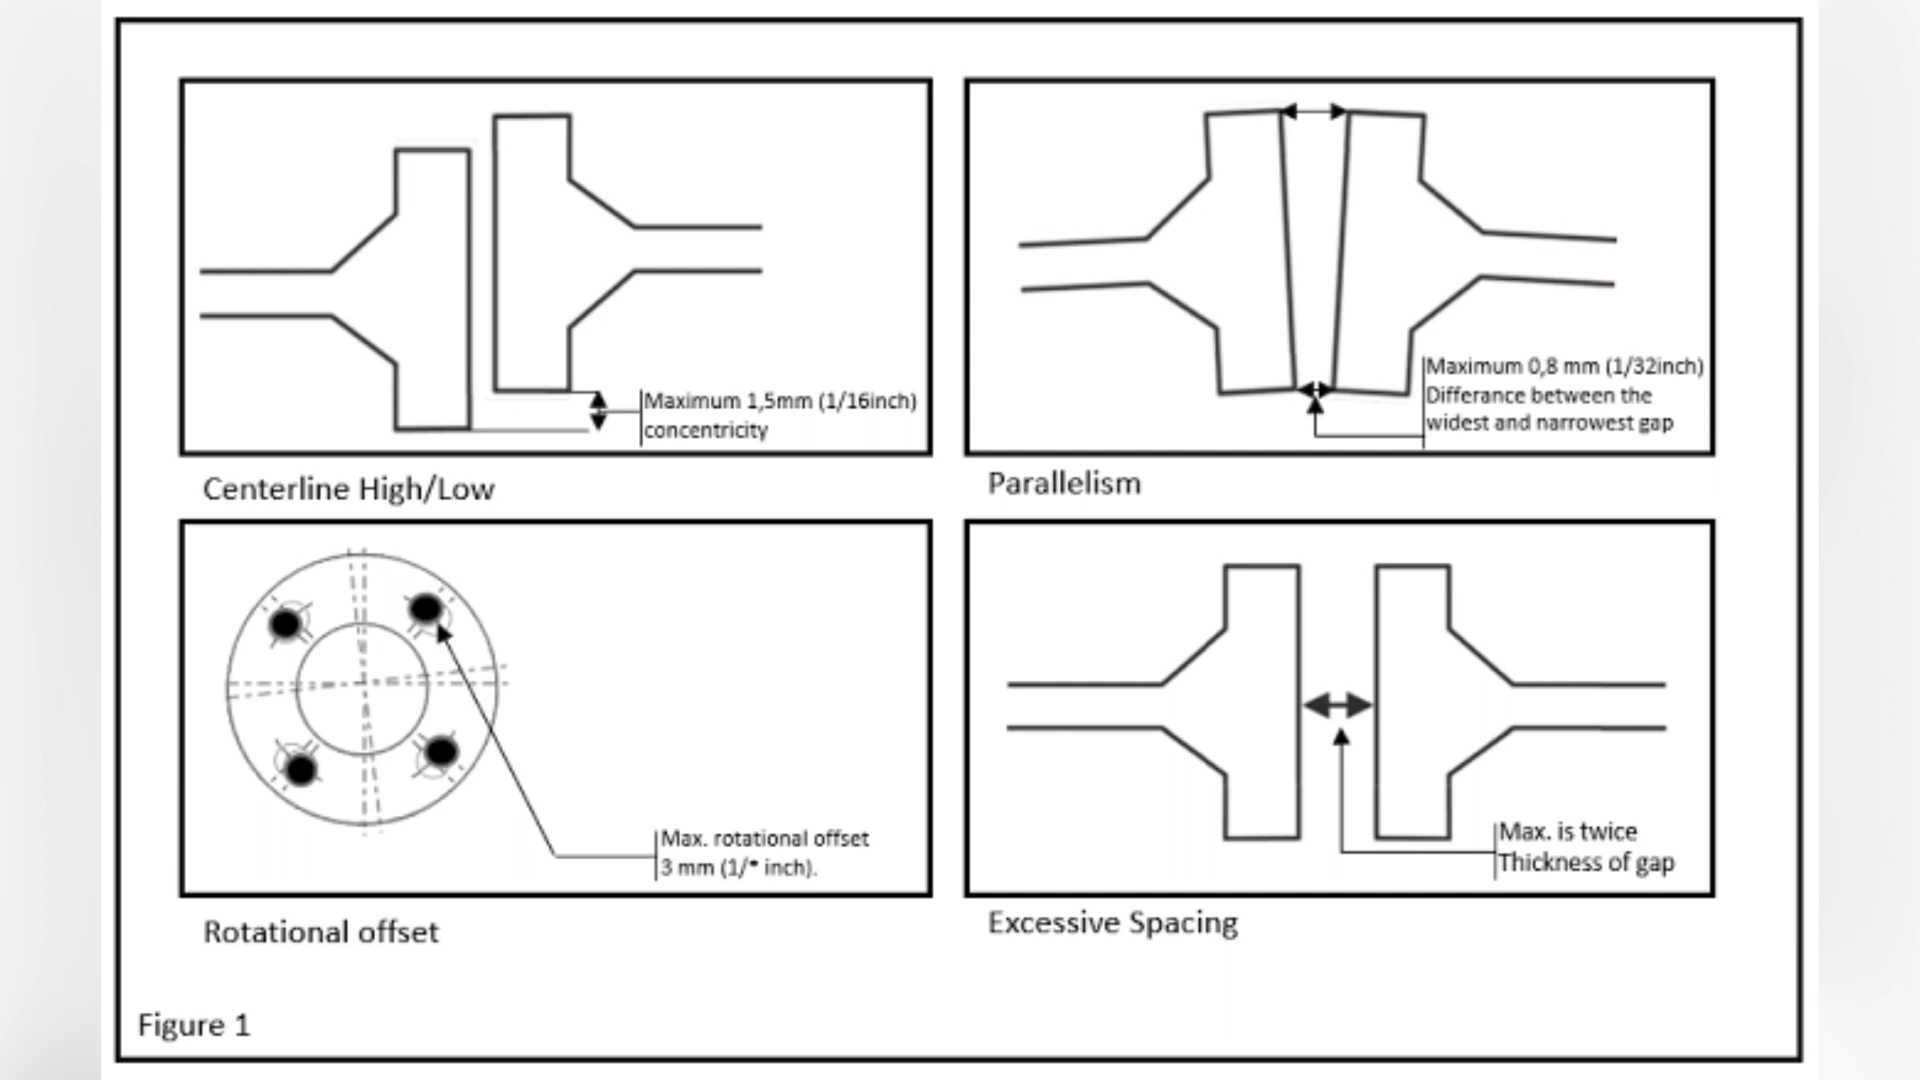 Maximum 1,5mm (1/16inch)
concentricity
Centerline High/Low
Maximum 0,8 mm (1/32inch)
Differance between the
widest and narrowest gap
Parallelism
Max. rotational offset
3 mm (1/* inch).
Rotational offset
Max. is twice
Thickness of gap
Excessive Spacing
Figure 1